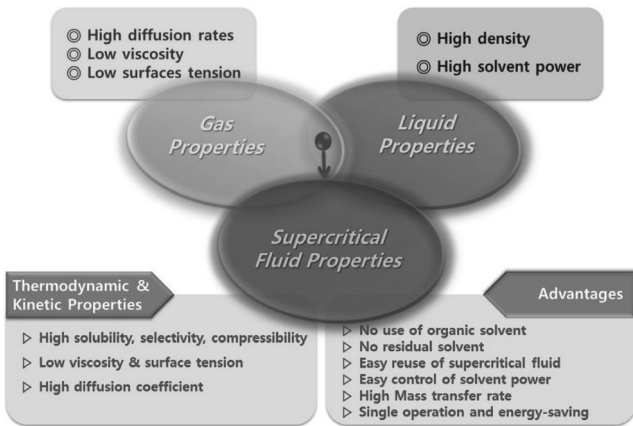 ◎ High diffusion rates
◎ Low viscosity
◎ Low surfaces tension
◎ High density
◎ High solvent power
Gas
Properties
Liquid
Properties
Supercritical
Fluid Properties
Thermodynamic &
Kinetic Properties
▷ High solubility, selectivity, compressibility
▷ Low viscosity & surface tension
▷ High diffusion coefficient
Advantages
▷ No use of organic solvent
▷ No residual solvent
▷ Easy reuse of supercritical fluid
▷ Easy control of solvent power
▷ High Mass transfer rate
▷ Single operation and energy-saving